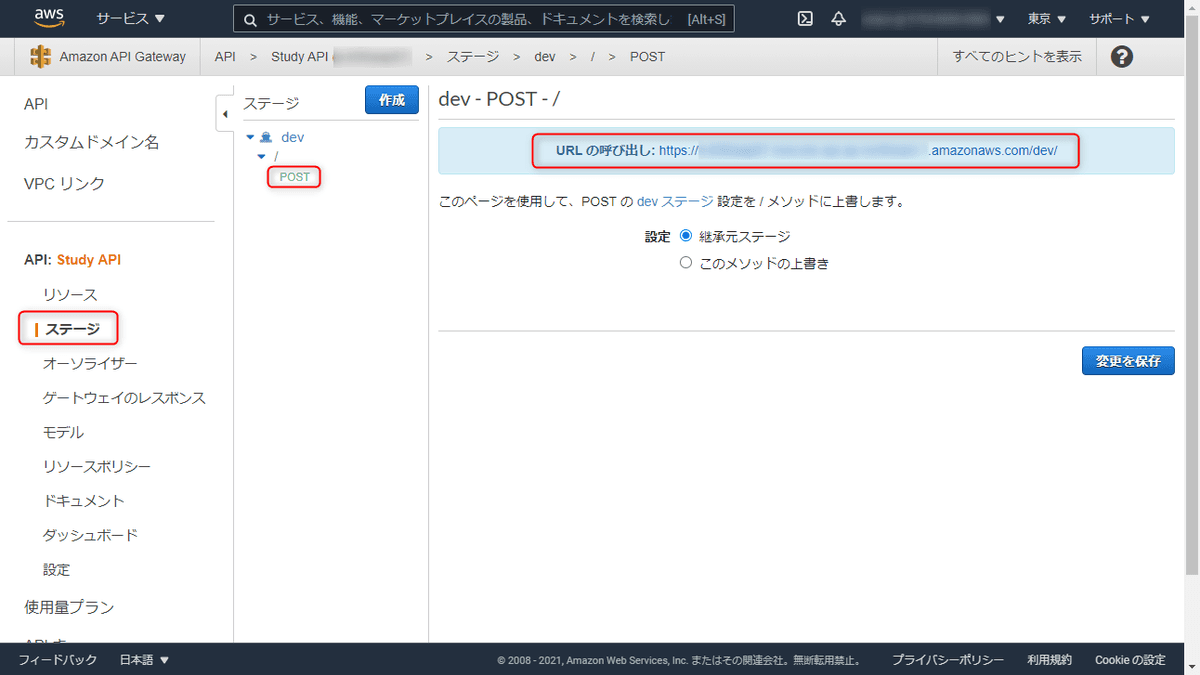 aws サービス ▼ サービス、機能、マーケットプレイスの製品、ドキュメントを検索し [Alt+S] ▼ 東京 ▼ サポート ▼
Amazon API Gateway API > Study API > ステージ > dev > / > POST すべてのヒントを表示 ?
API
カスタムドメイン名
VPC リンク
API: Study API
リソース
ステージ
オーソライザー
ゲートウェイのレスポンス
モデル
リソースポリシー
ドキュメント
ダッシュボード
設定
使用量プラン
ステージ 作成
dev
/
POST
dev - POST - /
URL の呼び出し: https:// .amazonaws.com/dev/
このページを使用して、POST の dev ステージ 設定を / メソッドに上書します。
設定 継承元ステージ
このメソッドの上書き
変更を保存
フィードバック 日本語 ▼ © 2008 - 2021, Amazon Web Services, Inc. またはその関連会社。無断転用禁止。 プライバシーポリシー 利用規約 Cookie の設定